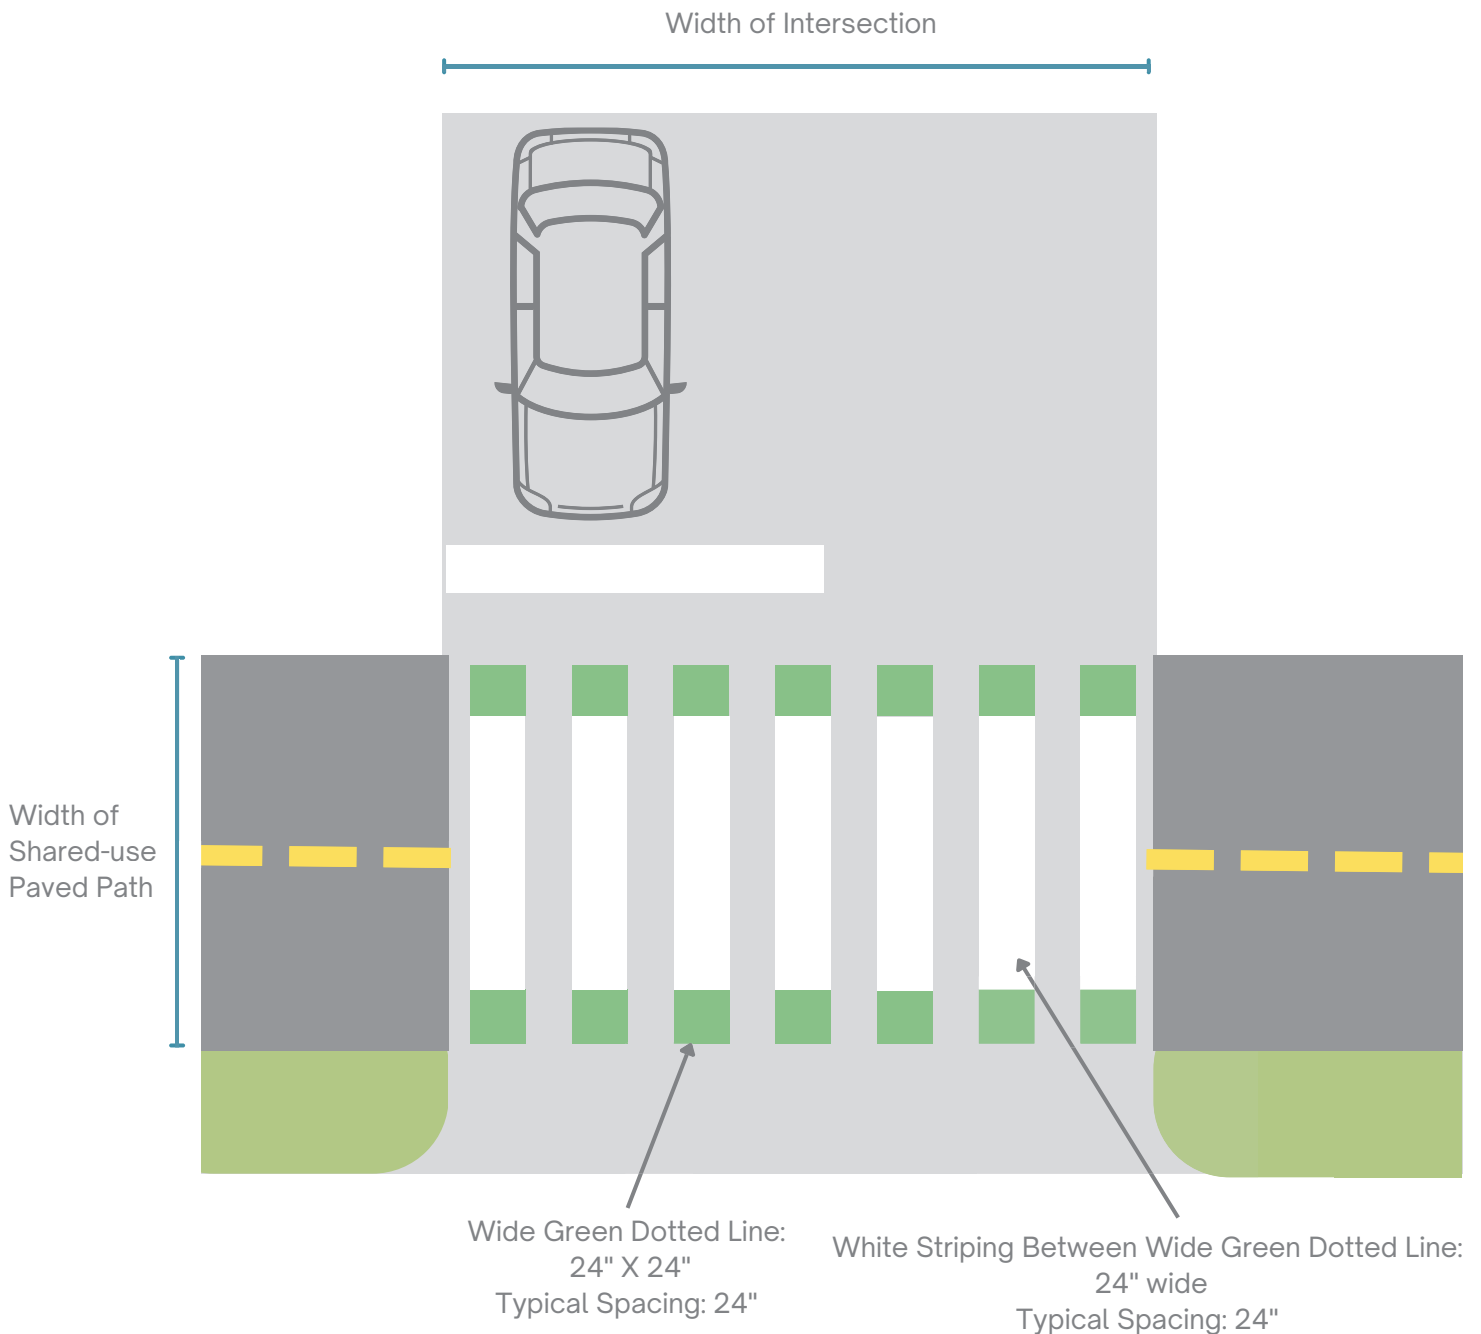 Width of Intersection
Width of
Shared-use
Paved Path
Wide Green Dotted Line:
24" X 24"
Typical Spacing: 24"
White Striping Between Wide Green Dotted Line:
24" wide
Typical Spacing: 24"